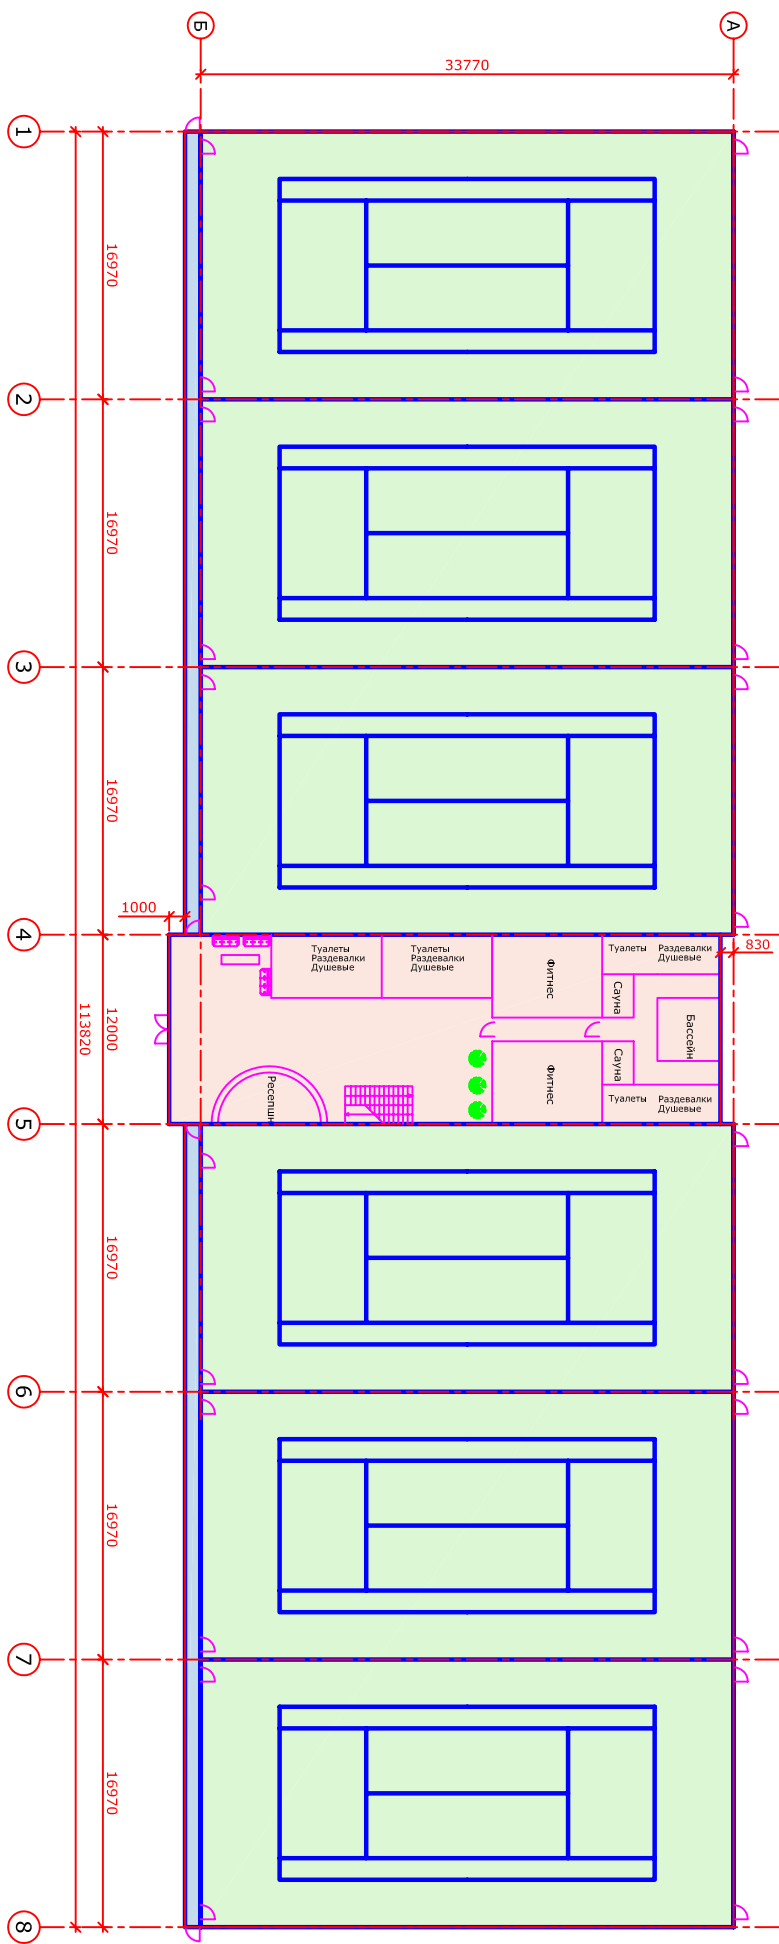 Б
А
33770
1
16970
2
16970
3
16970
1000
4
830
Туалеты
Раздевалки
Душевые
Туалеты
Раздевалки
Душевые
Фитнес
Туалеты
Раздевалки
Душевые
Сауна
Бассейн
12000
113820
Ресепшн
Фитнес
Сауна
Туалеты
Раздевалки
Душевые
5
16970
6
16970
7
16970
8